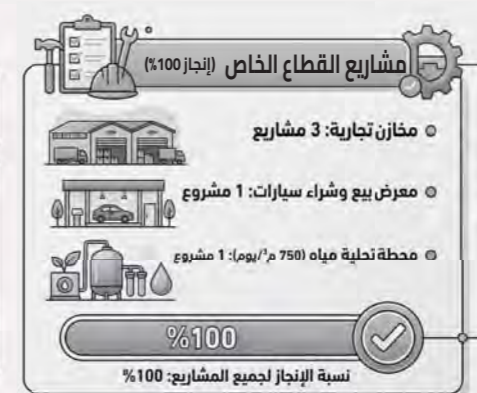 مشاريع القطاع الخاص (إنجاز 100%)
مخازن تجارية: 3 مشاريع
معرض بيع وشراء سيارات: 1 مشروع
محطة تحلية مياه (750 م³/يوم): 1 مشروع
%100
نسبة الإنجاز لجميع المشاريع: 100%